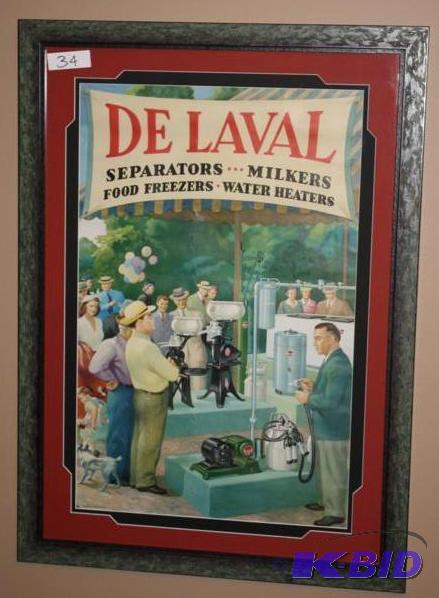 34
DE LAVAL
SEPARATORS ··· MILKERS
FOOD FREEZERS · WATER HEATERS
K-BID